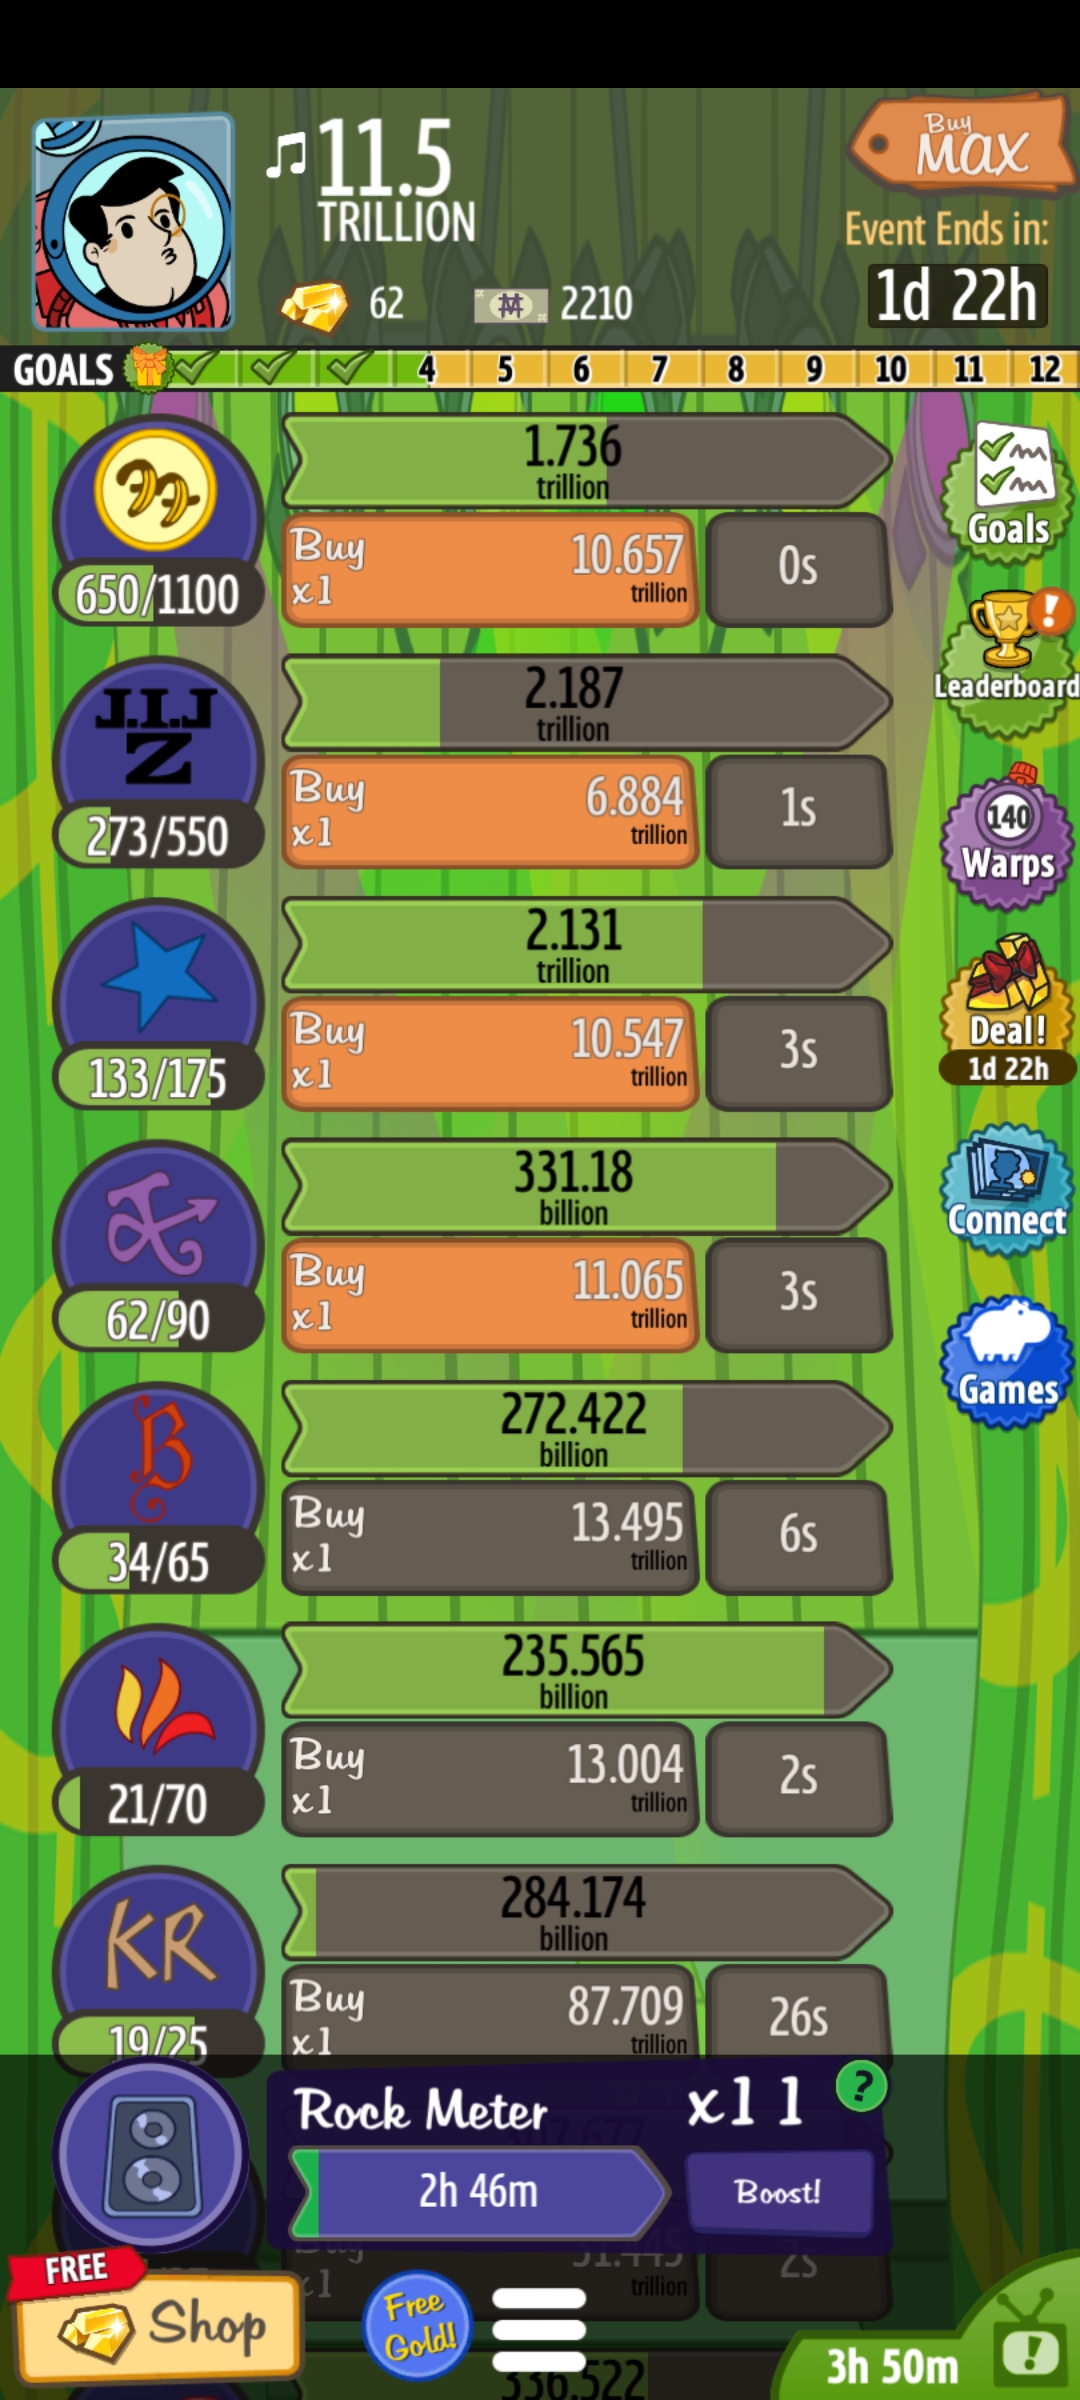 11.5
TRILLION
Buy
MAX
Event Ends in:
1d 22h
62
2210
GOALS 4 5 6 7 8 9 10 11 12
1.736
trillion
Buy
x1
10.657
trillion
0s
650/1100
Goals
J.I.J
Z
2.187
trillion
Buy
x1
6.884
trillion
1s
273/550
!
Leaderboard
140
Warps
2.131
trillion
Buy
x1
10.547
trillion
3s
133/175
Deal!
1d 22h
331.18
billion
Buy
x1
11.065
trillion
3s
62/90
Connect
Games
B
272.422
billion
Buy
x1
13.495
trillion
6s
34/65
235.565
billion
Buy
x1
13.004
trillion
2s
21/70
KR
284.174
billion
Buy
x1
87.709
trillion
26s
19/25
Rock Meter
x11
?
2h 46m
Boost!
Buy
x1
51.445
trillion
2s
FREE
Shop
Free
Gold!
336.522
3h 50m
!